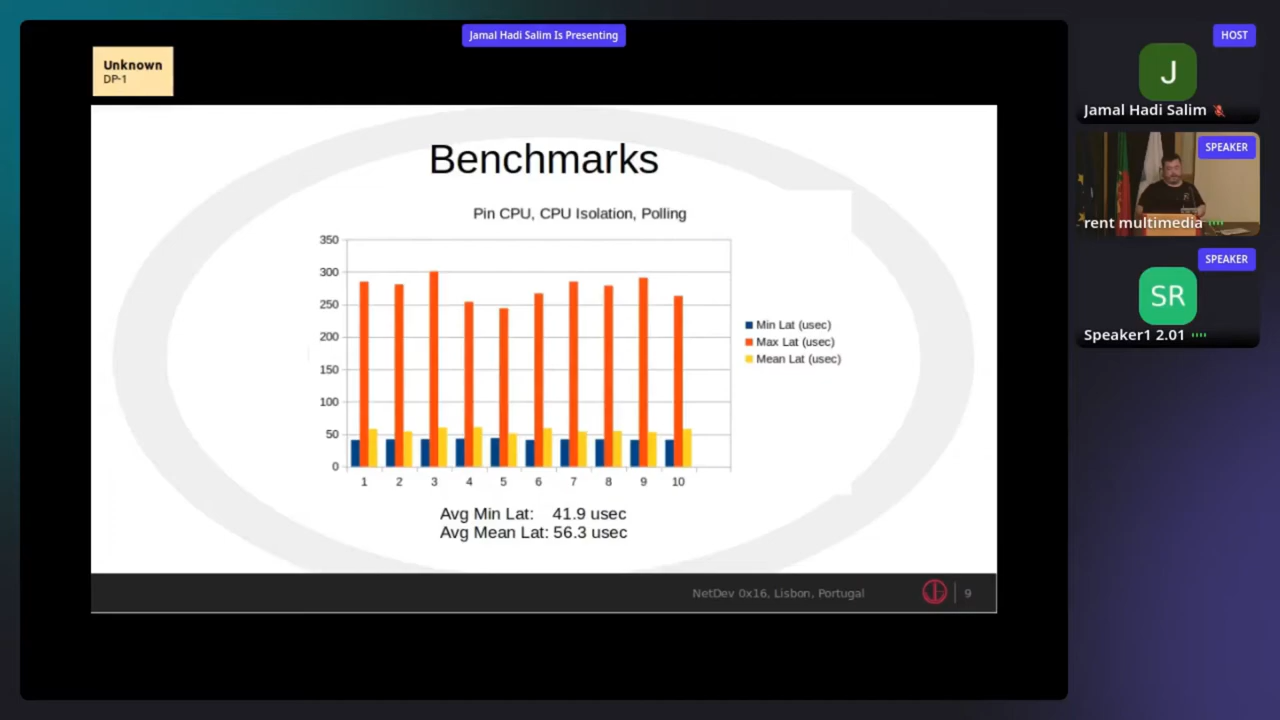 Jamal Hadi Salim Is Presenting
Unknown
DP-1
Benchmarks
Pin CPU, CPU Isolation, Polling
350
300
250
200
150
100
50
0
1 2 3 4 5 6 7 8 9 10
Min Lat (usec)
Max Lat (usec)
Mean Lat (usec)
Avg Min Lat: 41.9 usec
Avg Mean Lat: 56.3 usec
NetDev 0x16, Lisbon, Portugal
9
HOST
J
Jamal Hadi Salim
SPEAKER
rent multimedia
SPEAKER
SR
Speaker1 2.01